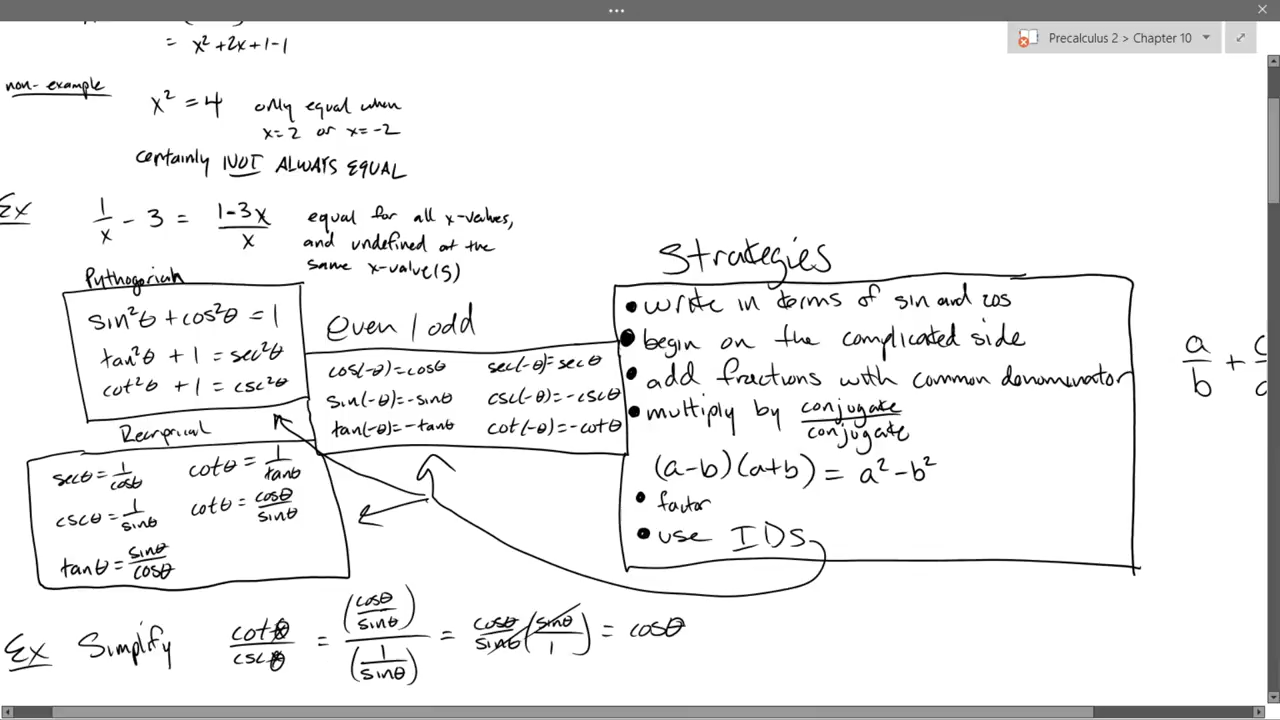 Precalculus 2 > Chapter 10
= x² + 2x + 1 - 1
non-example
x² = 4 only equal when
x=2 or x=-2
certainly NOT ALWAYS EQUAL
Ex 1/x - 3 = (1-3x)/x equal for all x-values,
and undefined at the
same x-value(s)
Pythagorian
sin²θ + cos²θ = 1
tan²θ + 1 = sec²θ
cot²θ + 1 = csc²θ
even / odd
cos(-θ)=cosθ sec(-θ)=secθ
sin(-θ)=-sinθ csc(-θ)=-cscθ
tan(-θ)=-tanθ cot(-θ)=-cotθ
Strategies
• write in terms of sin and cos
• begin on the complicated side
• add fractions with common denominator
• multiply by conjugate/conjugate
(a-b)(a+b) = a² - b²
• factor
• use IDS
a/b +
Reciprical
secθ = 1/cosθ cotθ = 1/tanθ
cscθ = 1/sinθ cotθ = cosθ/sinθ
tanθ = sinθ/cosθ
Ex Simplify cotθ/cscθ = (cosθ/sinθ)/(1/sinθ) = cosθ/sinθ (sinθ/1) = cosθ